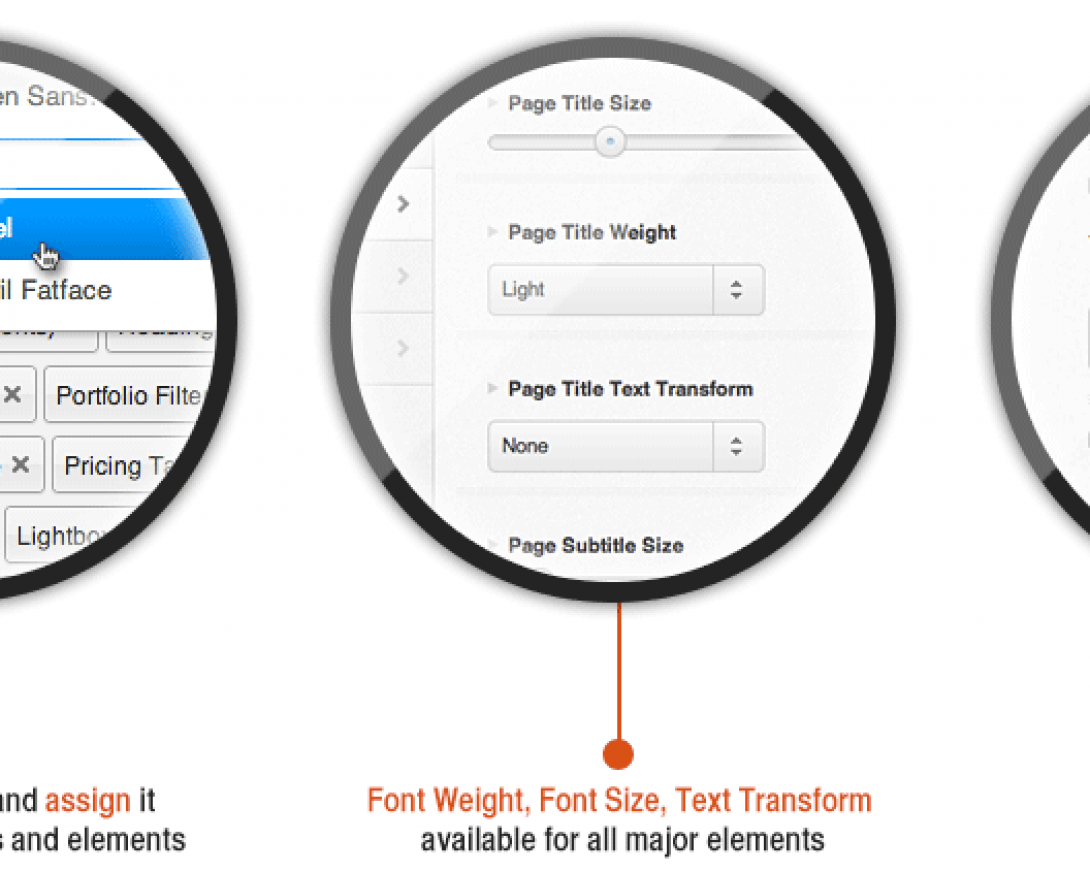 en Sans
el
il Fatface
Portfolio Filte
Pricing Ta
Lightbo
and assign it
s and elements
Page Title Size
Page Title Weight
Light
Page Title Text Transform
None
Page Subtitle Size
Font Weight, Font Size, Text Transform
available for all major elements